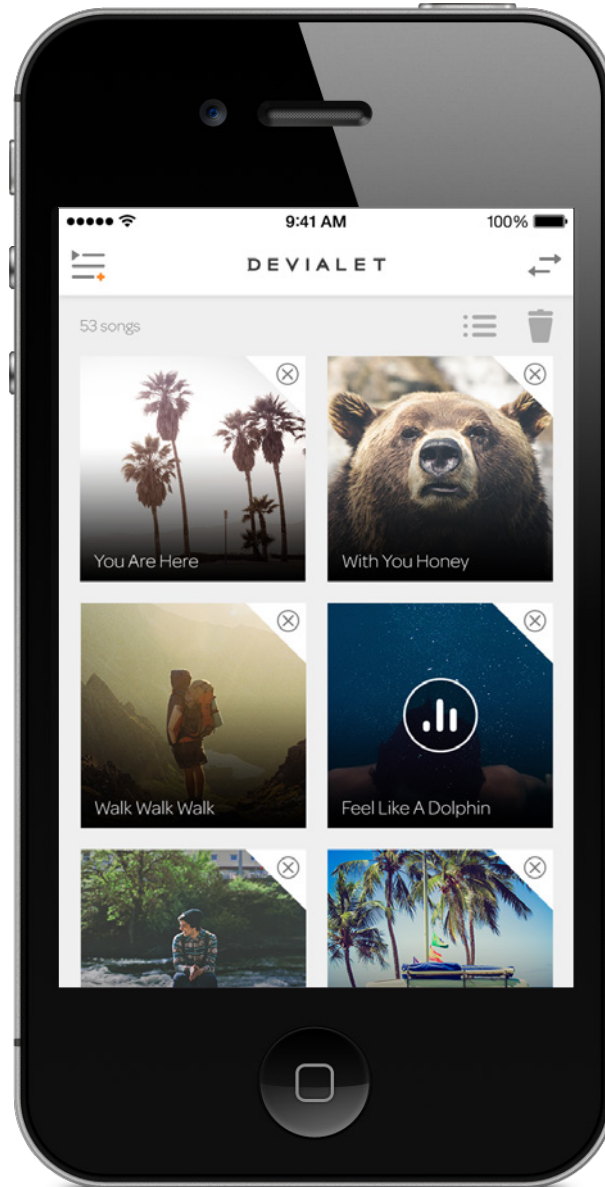 9:41 AM
100%
DEVIALET
53 songs
You Are Here
With You Honey
Walk Walk Walk
Feel Like A Dolphin